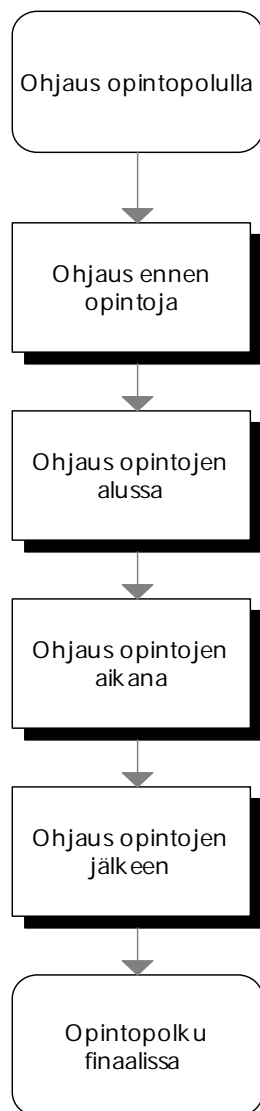 Ohjaus opintopolulla
Ohjaus ennen
opintoja
Ohjaus opintojen
alussa
Ohjaus opintojen
aikana
Ohjaus opintojen
jälkeen
Opintopolku
finaalissa